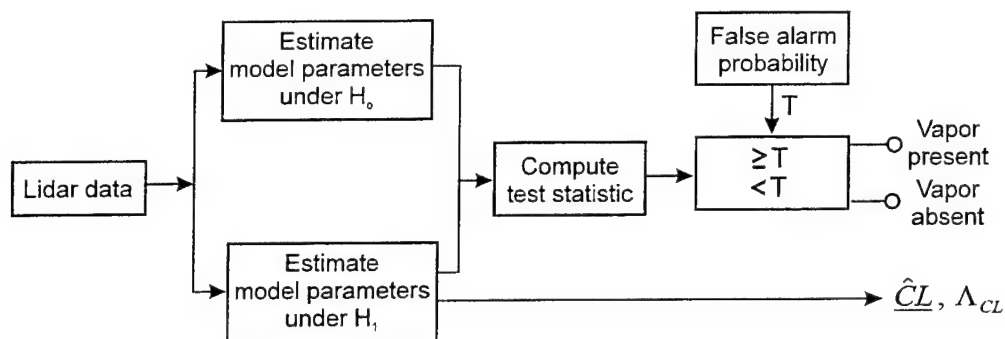 Estimate
model parameters
under H₀
False alarm
probability
T
Lidar data
Compute
test statistic
≥ T
< T
Vapor
present
Vapor
absent
Estimate
model parameters
under H₁
ĈL, Λ_CL